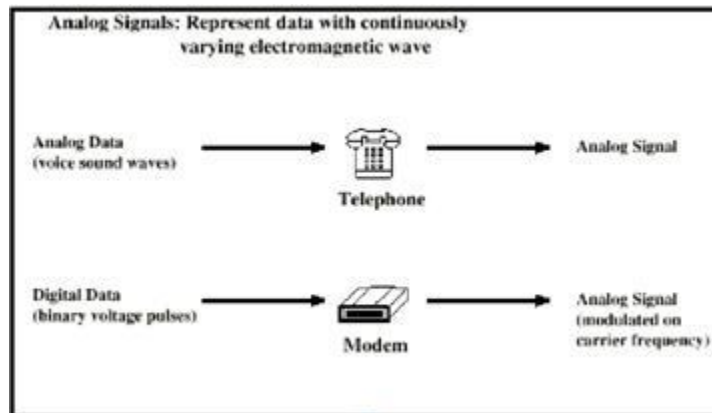 Analog Signals: Represent data with continuously
varying electromagnetic wave
Analog Data
(voice sound waves)
Telephone
Analog Signal
Digital Data
(binary voltage pulses)
Modem
Analog Signal
(modulated on
carrier frequency)